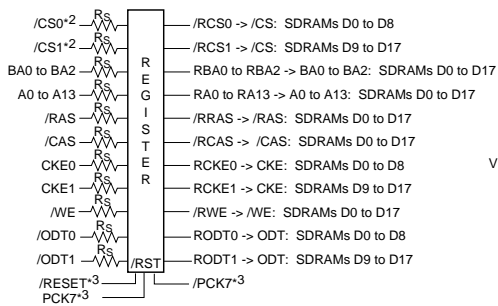 /CS0*2 RS /RCS0 -> /CS: SDRAMs D0 to D8
/CS1*2 RS /RCS1 -> /CS: SDRAMs D9 to D17
BA0 to BA2 RS RBA0 to RBA2 -> BA0 to BA2: SDRAMs D0 to D17
A0 to A13 RS RA0 to RA13 -> A0 to A13: SDRAMs D0 to D17
/RAS RS /RRAS -> /RAS: SDRAMs D0 to D17
/CAS RS /RCAS -> /CAS: SDRAMs D0 to D17
CKE0 RS RCKE0 -> CKE: SDRAMs D0 to D8
CKE1 RS RCKE1 -> CKE: SDRAMs D9 to D17
/WE RS /RWE -> /WE: SDRAMs D0 to D17
/ODT0 RS RODT0 -> ODT: SDRAMs D0 to D8
/ODT1 RS RODT1 -> ODT: SDRAMs D9 to D17
REGISTER
/RST
/RESET*3 /PCK7*3
PCK7*3
V